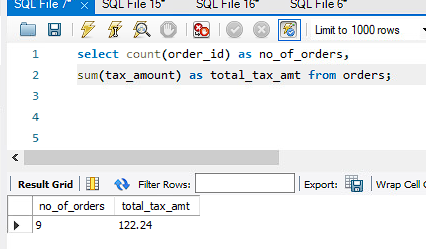 SQL File 7* SQL File 15* SQL File 16* SQL File 6*
Limit to 1000 rows
1 select count(order_id) as no_of_orders,
2 sum(tax_amount) as total_tax_amt from orders;
3
4
5
Result Grid Filter Rows: Export: Wrap Cell C
no_of_orders total_tax_amt
9 122.24